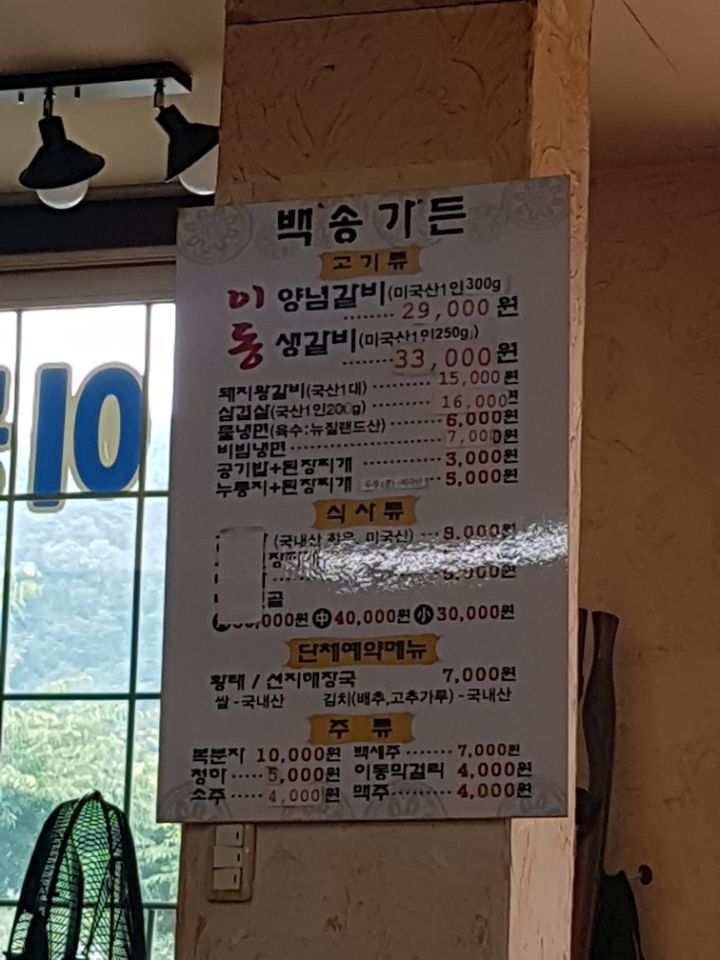 백송가든
고기류
이동
양념갈비(미국산1인300g)
29,000원
생갈비(미국산1인250g)
33,000원
돼지왕갈비(국산1대) 15,000원
삼겹살(국산1인200g) 16,000원
물냉면(육수:뉴질랜드산) 6,000원
비빔냉면 7,000원
공기밥+된장찌개 3,000원
누룽지+된장찌개 5,000원
식사류
(국내산 한우, 미국산)
골
中 40,000원 小 30,000원
단체예약메뉴
황태 / 선지해장국 7,000원
쌀-국내산 김치(배추,고추가루)-국내산
주류
복분자 10,000원 백세주 7,000원
청하 5,000원 이동막걸리 4,000원
소주 4,000원 맥주 4,000원
10